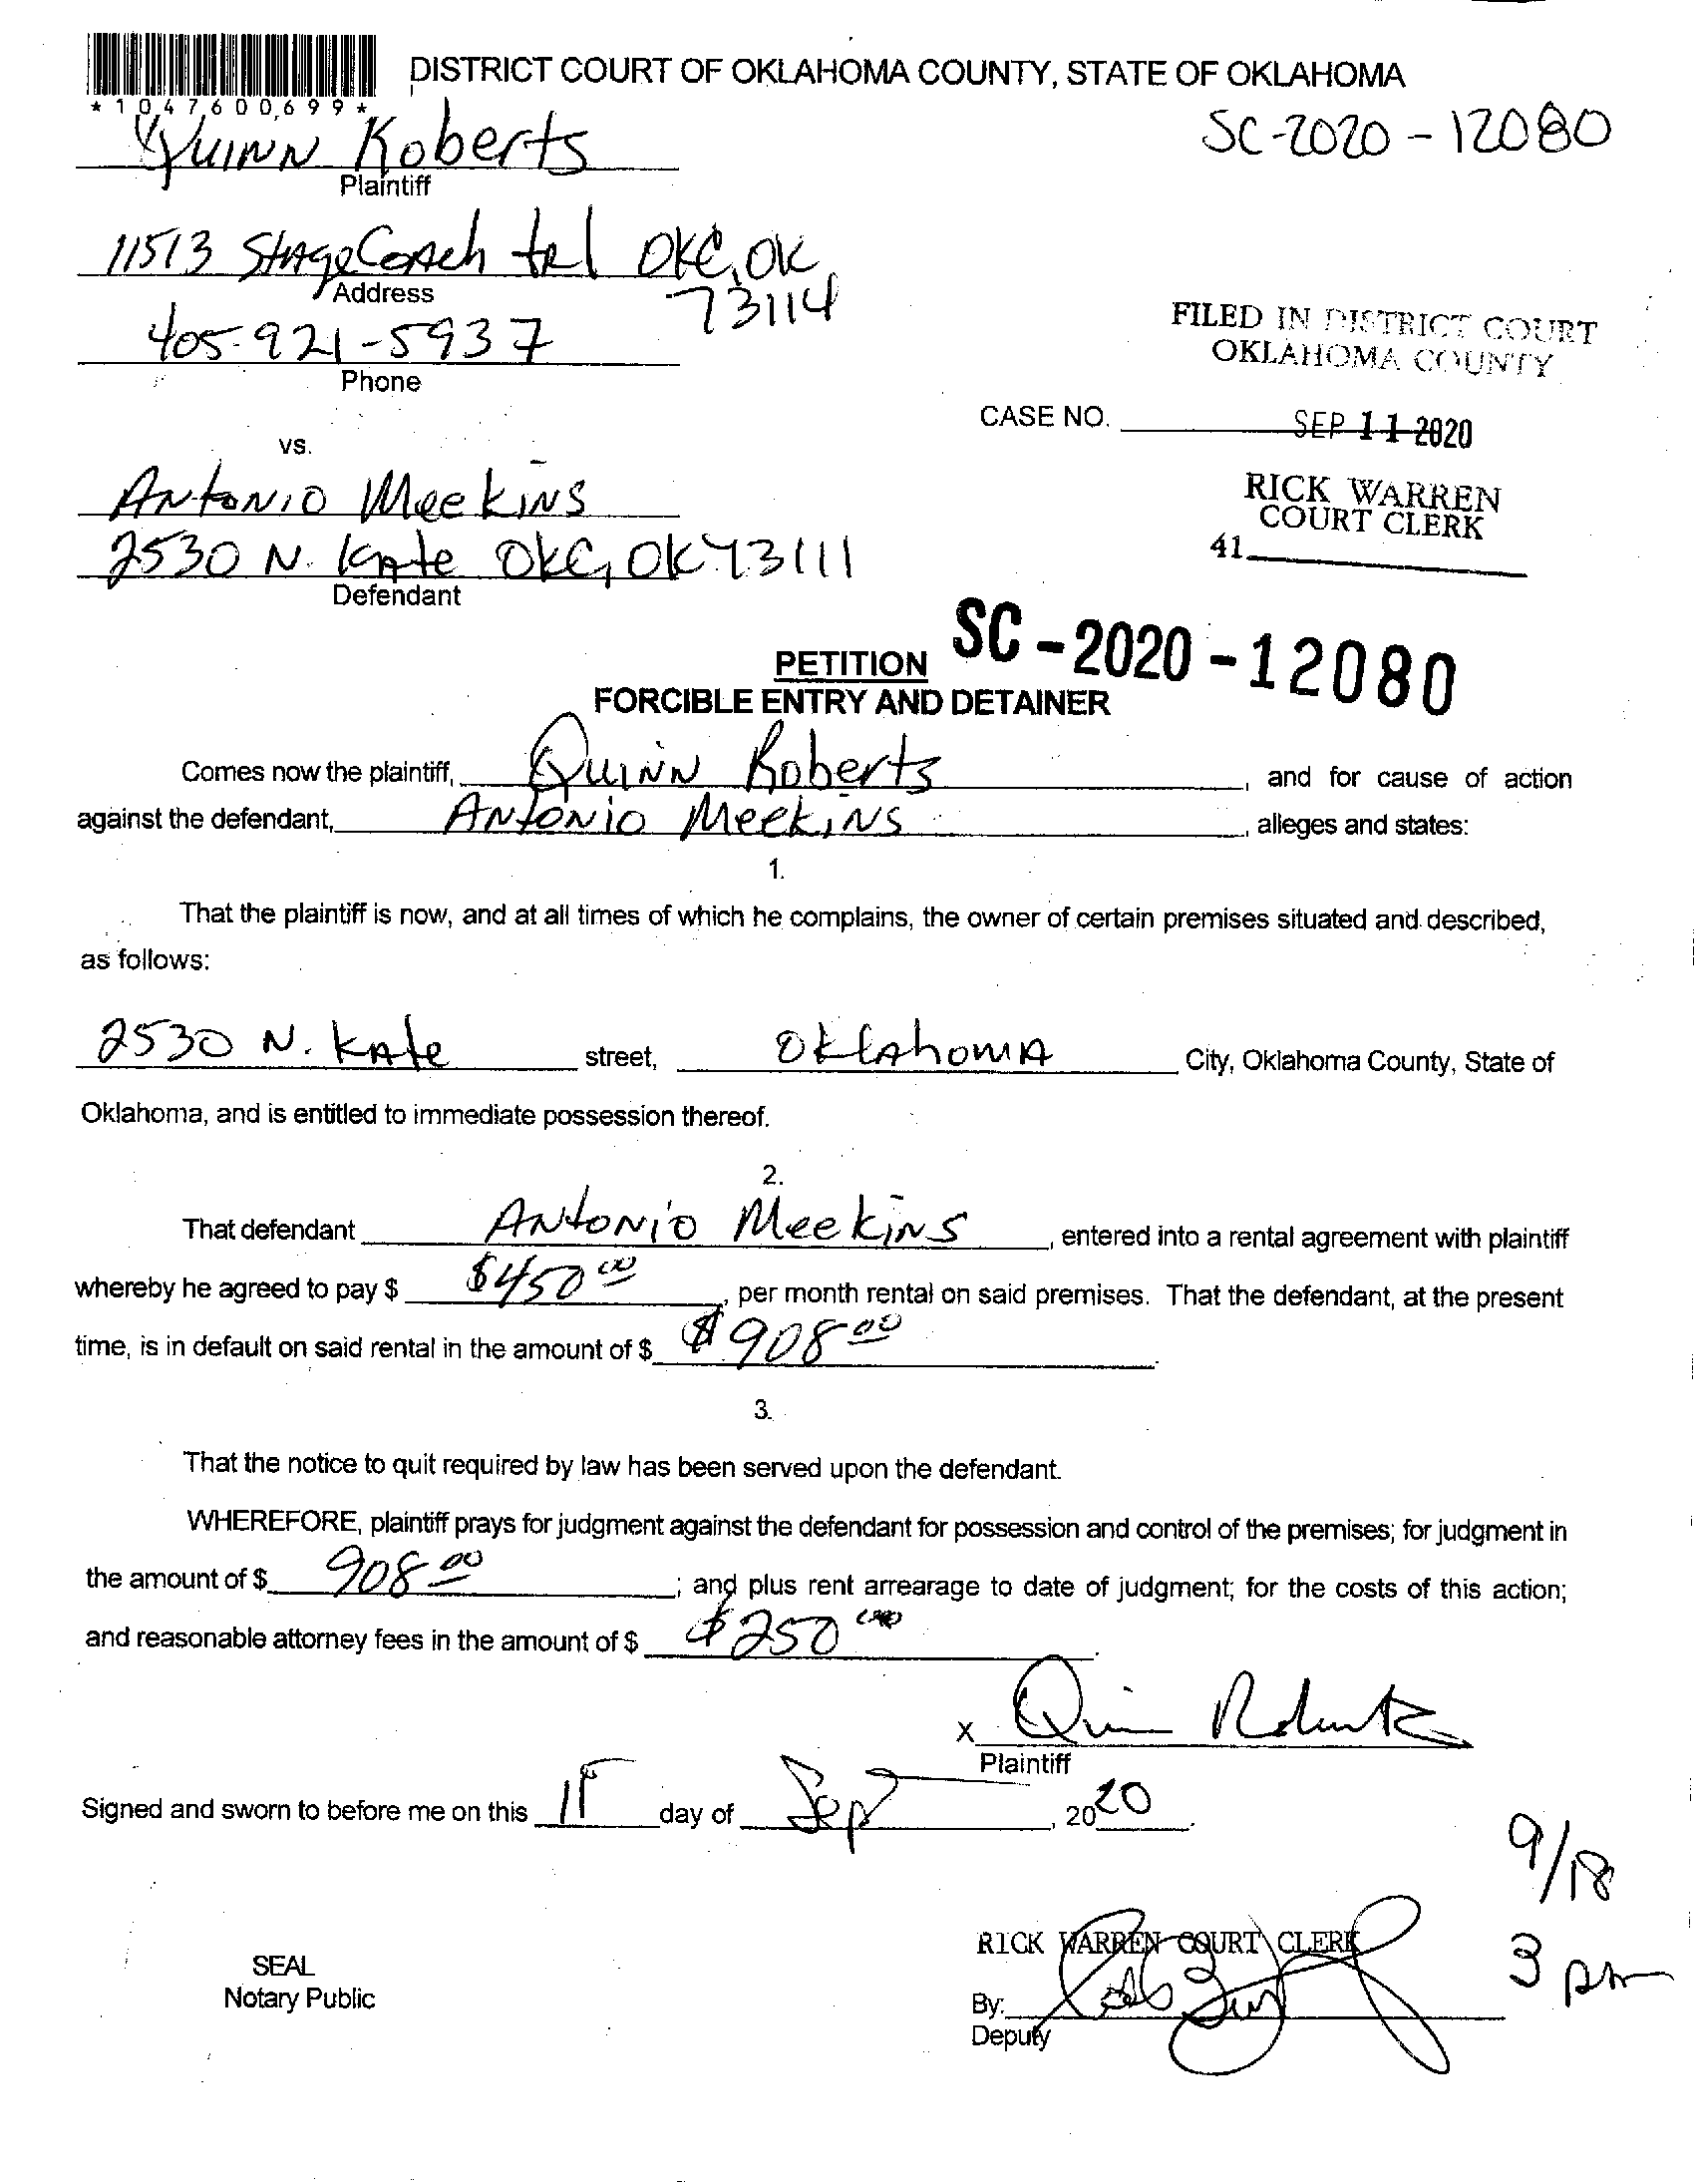 DISTRICT COURT OF OKLAHOMA COUNTY, STATE OF OKLAHOMA
*1047600699*
SC-2020-12080
Quinn Roberts
Plaintiff
11513 StageCoach trl OKC, OK
73114
Address
405-921-5937
Phone
FILED IN DISTRICT COURT
OKLAHOMA COUNTY
CASE NO. SEP 11 2020
vs.
RICK WARREN
COURT CLERK
41
Antonio Meekins
2530 N. Kate OKC, OK 73111
Defendant
SC-2020-12080
PETITION
FORCIBLE ENTRY AND DETAINER
Comes now the plaintiff, Quinn Roberts, and for cause of action
against the defendant, Antonio Meekins, alleges and states:
1.
That the plaintiff is now, and at all times of which he complains, the owner of certain premises situated and described,
as follows:
2530 N. Kate street, Oklahoma City, Oklahoma County, State of
Oklahoma, and is entitled to immediate possession thereof.
2.
That defendant Antonio Meekins, entered into a rental agreement with plaintiff
whereby he agreed to pay $ $450.00, per month rental on said premises. That the defendant, at the present
time, is in default on said rental in the amount of $ $908.00.
3.
That the notice to quit required by law has been served upon the defendant.
WHEREFORE, plaintiff prays for judgment against the defendant for possession and control of the premises; for judgment in
the amount of $ 908.00; and plus rent arrearage to date of judgment; for the costs of this action;
and reasonable attorney fees in the amount of $ $250.00.
x Quinn Roberts
Plaintiff
Signed and sworn to before me on this 11 day of Sep, 2020.
9/18
3 pm
RICK WARREN COURT CLERK
SEAL
Notary Public
By:
Deputy